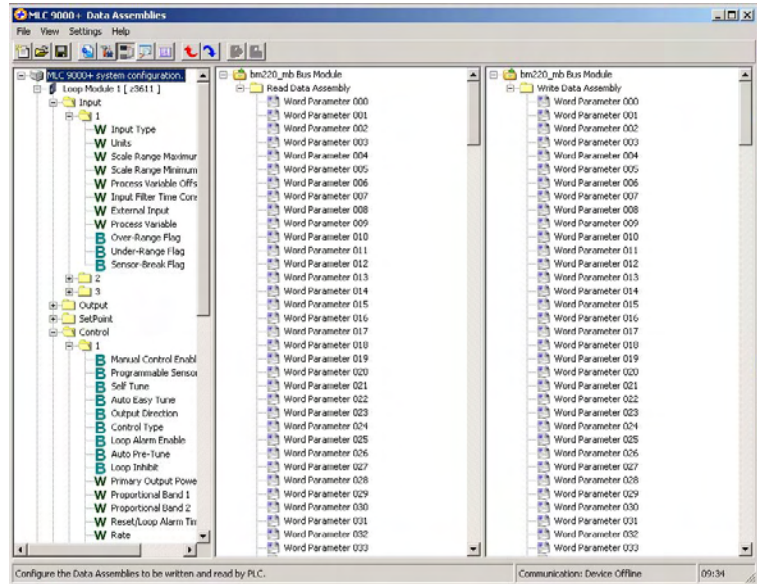 MLC 9000+ Data Assemblies
File View Settings Help
MLC 9000+ system configuration.
Loop Module 1 [ z3611 ]
Input
1
W Input Type
W Units
W Scale Range Maximur
W Scale Range Minimum
W Process Variable Offs
W Input Filter Time Cons
W External Input
W Process Variable
B Over-Range Flag
B Under-Range Flag
B Sensor-Break Flag
2
3
Output
SetPoint
Control
1
B Manual Control Enabl
B Programmable Sensor
B Self Tune
B Auto Easy Tune
B Output Direction
B Control Type
B Loop Alarm Enable
B Auto Pre-Tune
B Loop Inhibit
W Primary Output Powe
W Proportional Band 1
W Proportional Band 2
W Reset/Loop Alarm Tim
W Rate
bm220_mb Bus Module
Read Data Assembly
Word Parameter 000
Word Parameter 001
Word Parameter 002
Word Parameter 003
Word Parameter 004
Word Parameter 005
Word Parameter 006
Word Parameter 007
Word Parameter 008
Word Parameter 009
Word Parameter 010
Word Parameter 011
Word Parameter 012
Word Parameter 013
Word Parameter 014
Word Parameter 015
Word Parameter 016
Word Parameter 017
Word Parameter 018
Word Parameter 019
Word Parameter 020
Word Parameter 021
Word Parameter 022
Word Parameter 023
Word Parameter 024
Word Parameter 025
Word Parameter 026
Word Parameter 027
Word Parameter 028
Word Parameter 029
Word Parameter 030
Word Parameter 031
Word Parameter 032
Word Parameter 033
bm220_mb Bus Module
Write Data Assembly
Word Parameter 000
Word Parameter 001
Word Parameter 002
Word Parameter 003
Word Parameter 004
Word Parameter 005
Word Parameter 006
Word Parameter 007
Word Parameter 008
Word Parameter 009
Word Parameter 010
Word Parameter 011
Word Parameter 012
Word Parameter 013
Word Parameter 014
Word Parameter 015
Word Parameter 016
Word Parameter 017
Word Parameter 018
Word Parameter 019
Word Parameter 020
Word Parameter 021
Word Parameter 022
Word Parameter 023
Word Parameter 024
Word Parameter 025
Word Parameter 026
Word Parameter 027
Word Parameter 028
Word Parameter 029
Word Parameter 030
Word Parameter 031
Word Parameter 032
Word Parameter 033
Configure the Data Assemblies to be written and read by PLC.
Communication: Device Offline
09:34